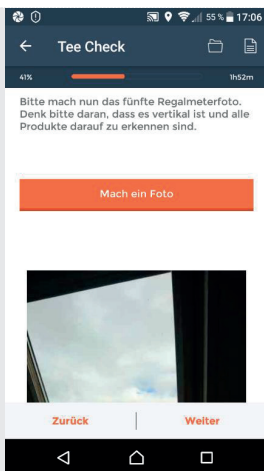 55 % 17:06
Tee Check
41% 1h52m
Bitte mach nun das fünfte Regalmeterfoto.
Denk bitte daran, dass es vertikal ist und alle
Produkte darauf zu erkennen sind.
Mach ein Foto
Zurück Weiter